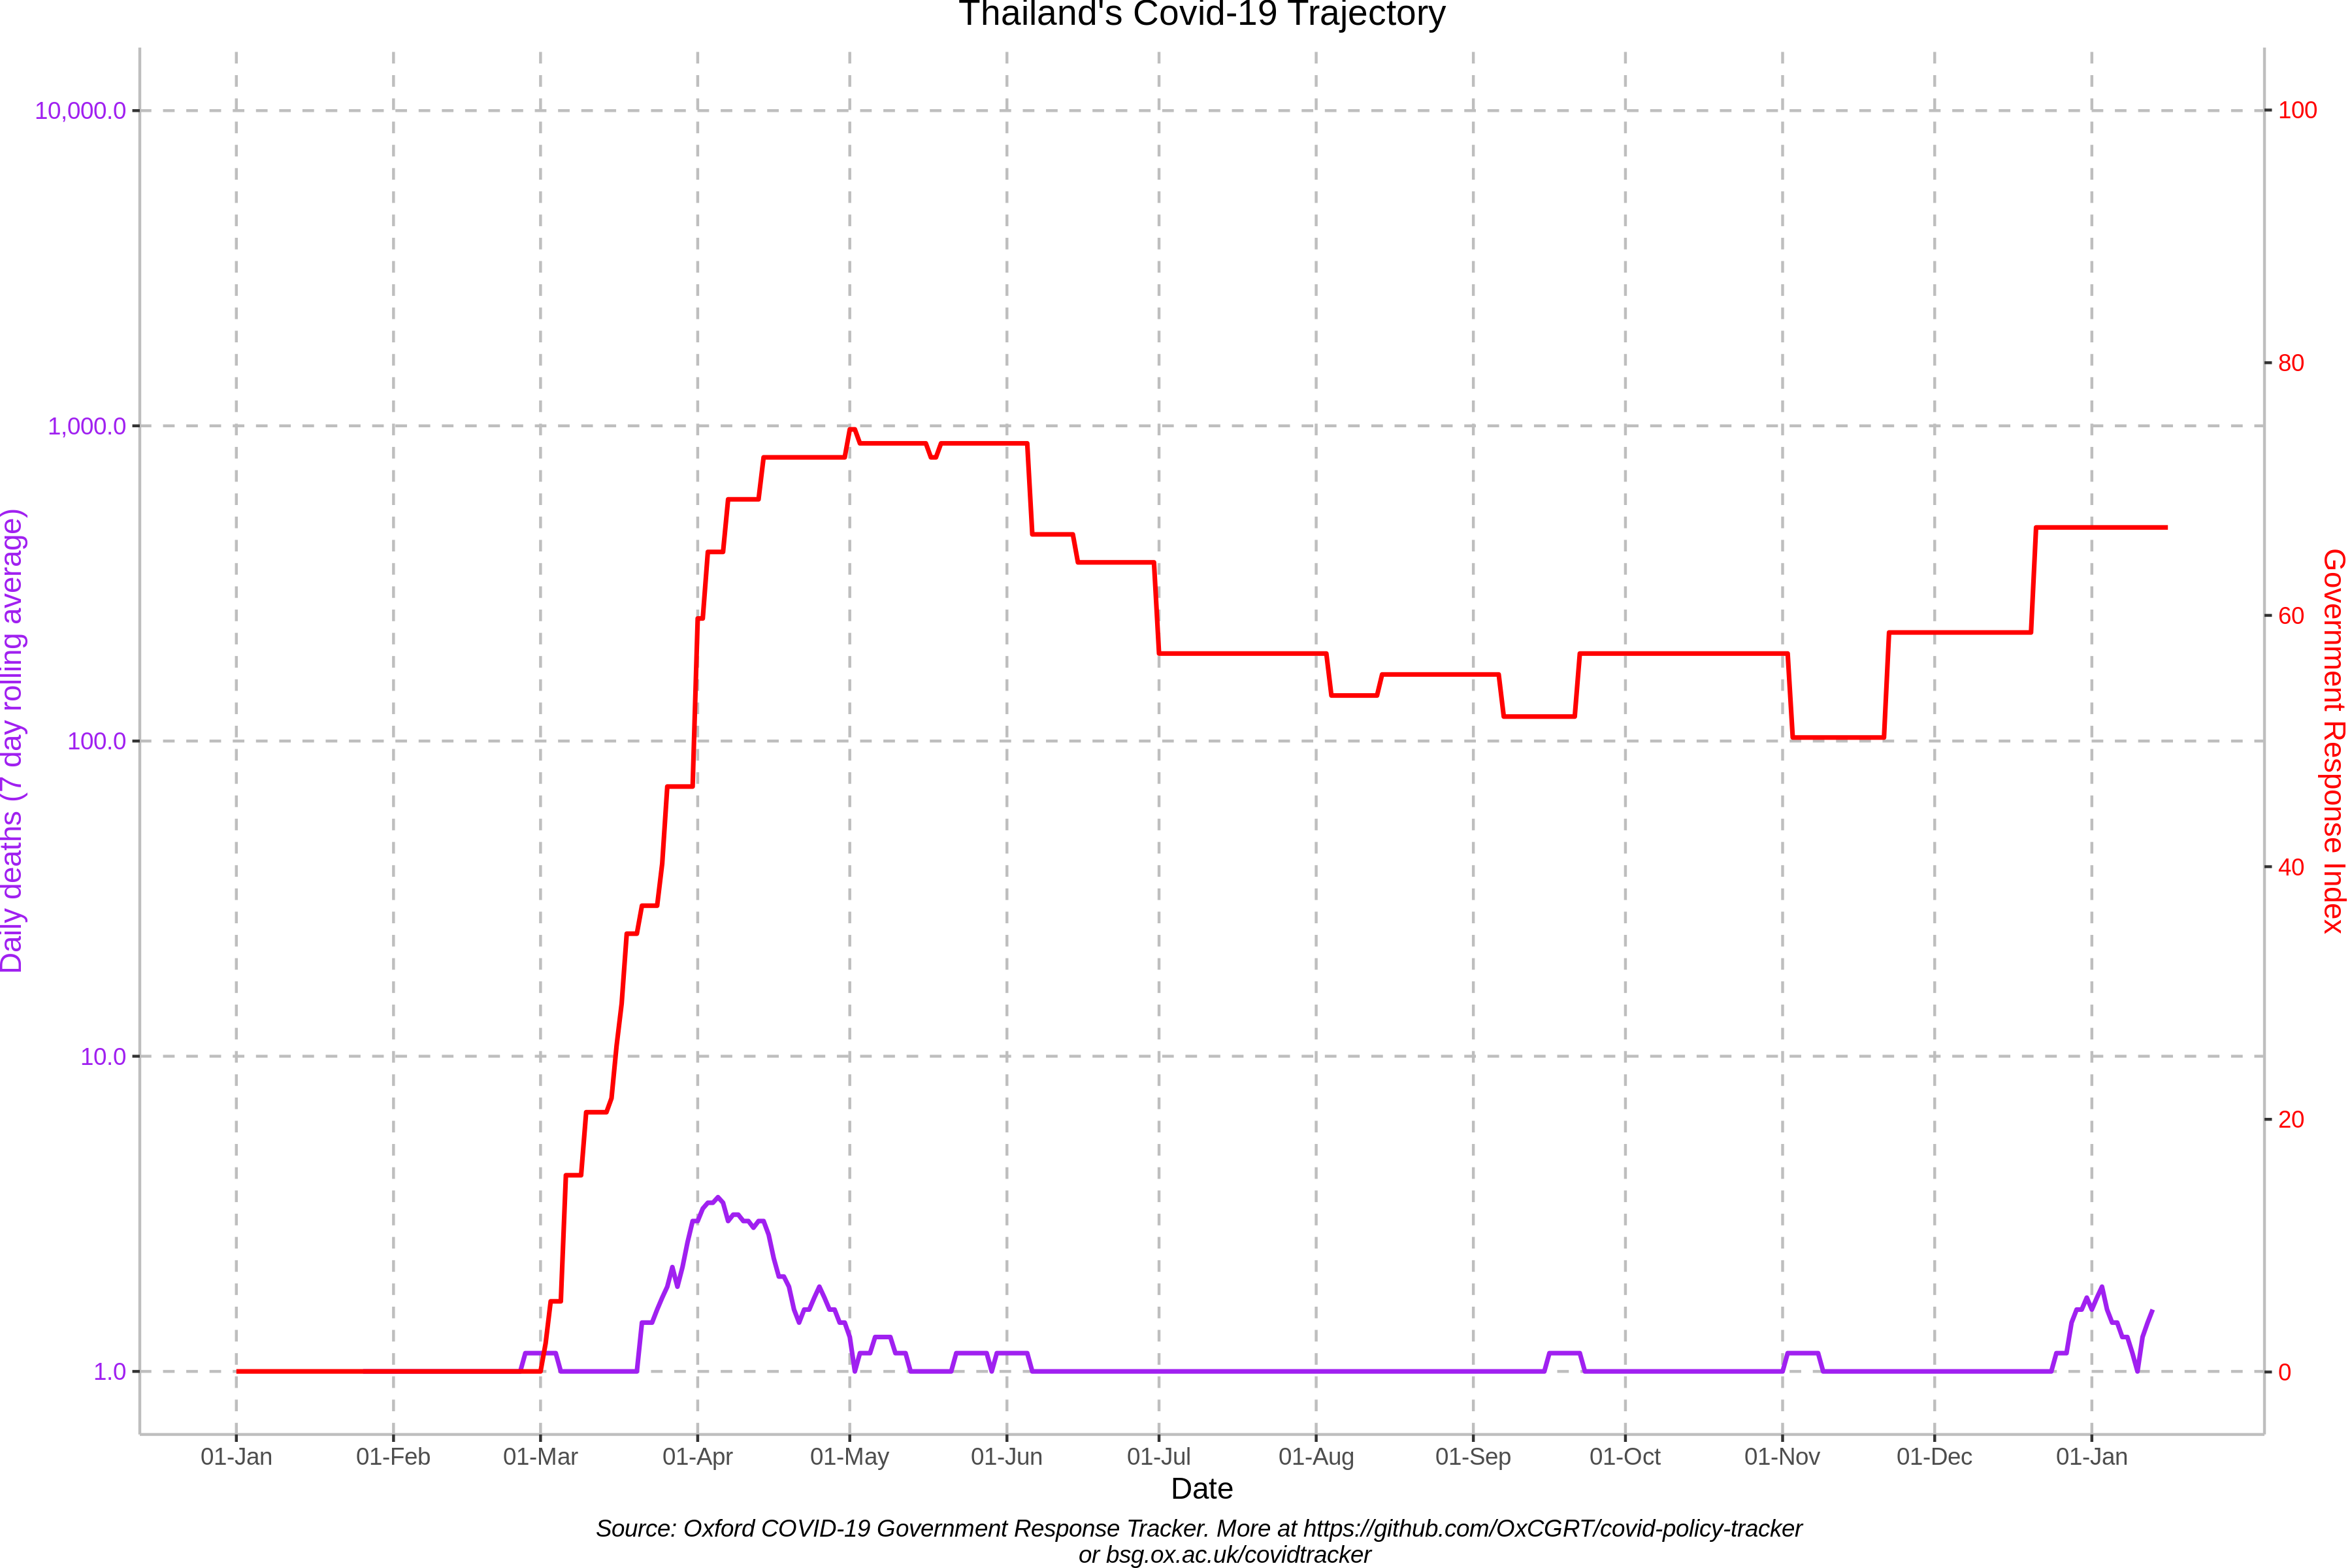 Thailand's Covid-19 Trajectory
10,000.0
1,000.0
100.0
10.0
1.0
Daily deaths (7 day rolling average)
100
80
60
40
20
0
Government Response Index
01-Jan 01-Feb 01-Mar 01-Apr 01-May 01-Jun 01-Jul 01-Aug 01-Sep 01-Oct 01-Nov 01-Dec 01-Jan
Date
Source: Oxford COVID-19 Government Response Tracker. More at https://github.com/OxCGRT/covid-policy-tracker
or bsg.ox.ac.uk/covidtracker